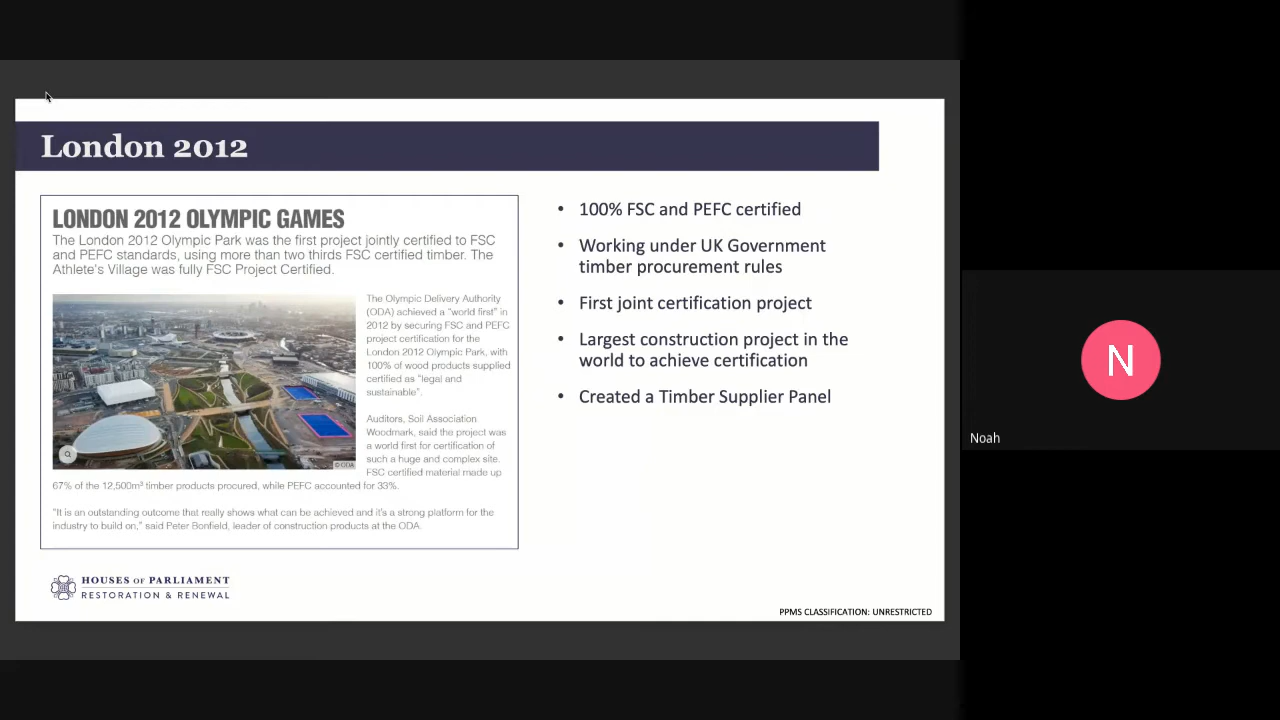 London 2012
LONDON 2012 OLYMPIC GAMES
The London 2012 Olympic Park was the first project jointly certified to FSC
and PEFC standards, using more than two thirds FSC certified timber. The
Athlete's Village was fully FSC Project Certified.
The Olympic Delivery Authority
(ODA) achieved a "world first" in
2012 by securing FSC and PEFC
project certification for the
London 2012 Olympic Park, with
100% of wood products supplied
certified as "legal and
sustainable".
Auditors, Soil Association
Woodmark, said the project was
a world first for certification of
such a huge and complex site.
FSC certified material made up
67% of the 12,500m³ timber products procured, while PEFC accounted for 33%.
"It is an outstanding outcome that really shows what can be achieved and it's a strong platform for the
industry to build on," said Peter Bonfield, leader of construction products at the ODA.
© ODA
• 100% FSC and PEFC certified
• Working under UK Government
timber procurement rules
• First joint certification project
• Largest construction project in the
world to achieve certification
• Created a Timber Supplier Panel
HOUSES OF PARLIAMENT
RESTORATION & RENEWAL
PPMS CLASSIFICATION: UNRESTRICTED
N
Noah